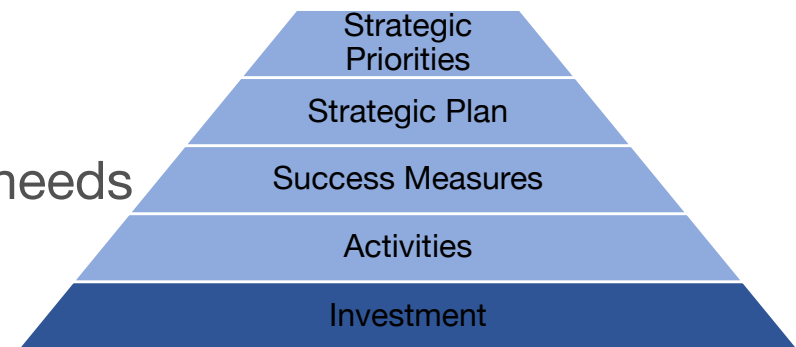 Strategic
Priorities
Strategic Plan
needs
Success Measures
Activities
Investment